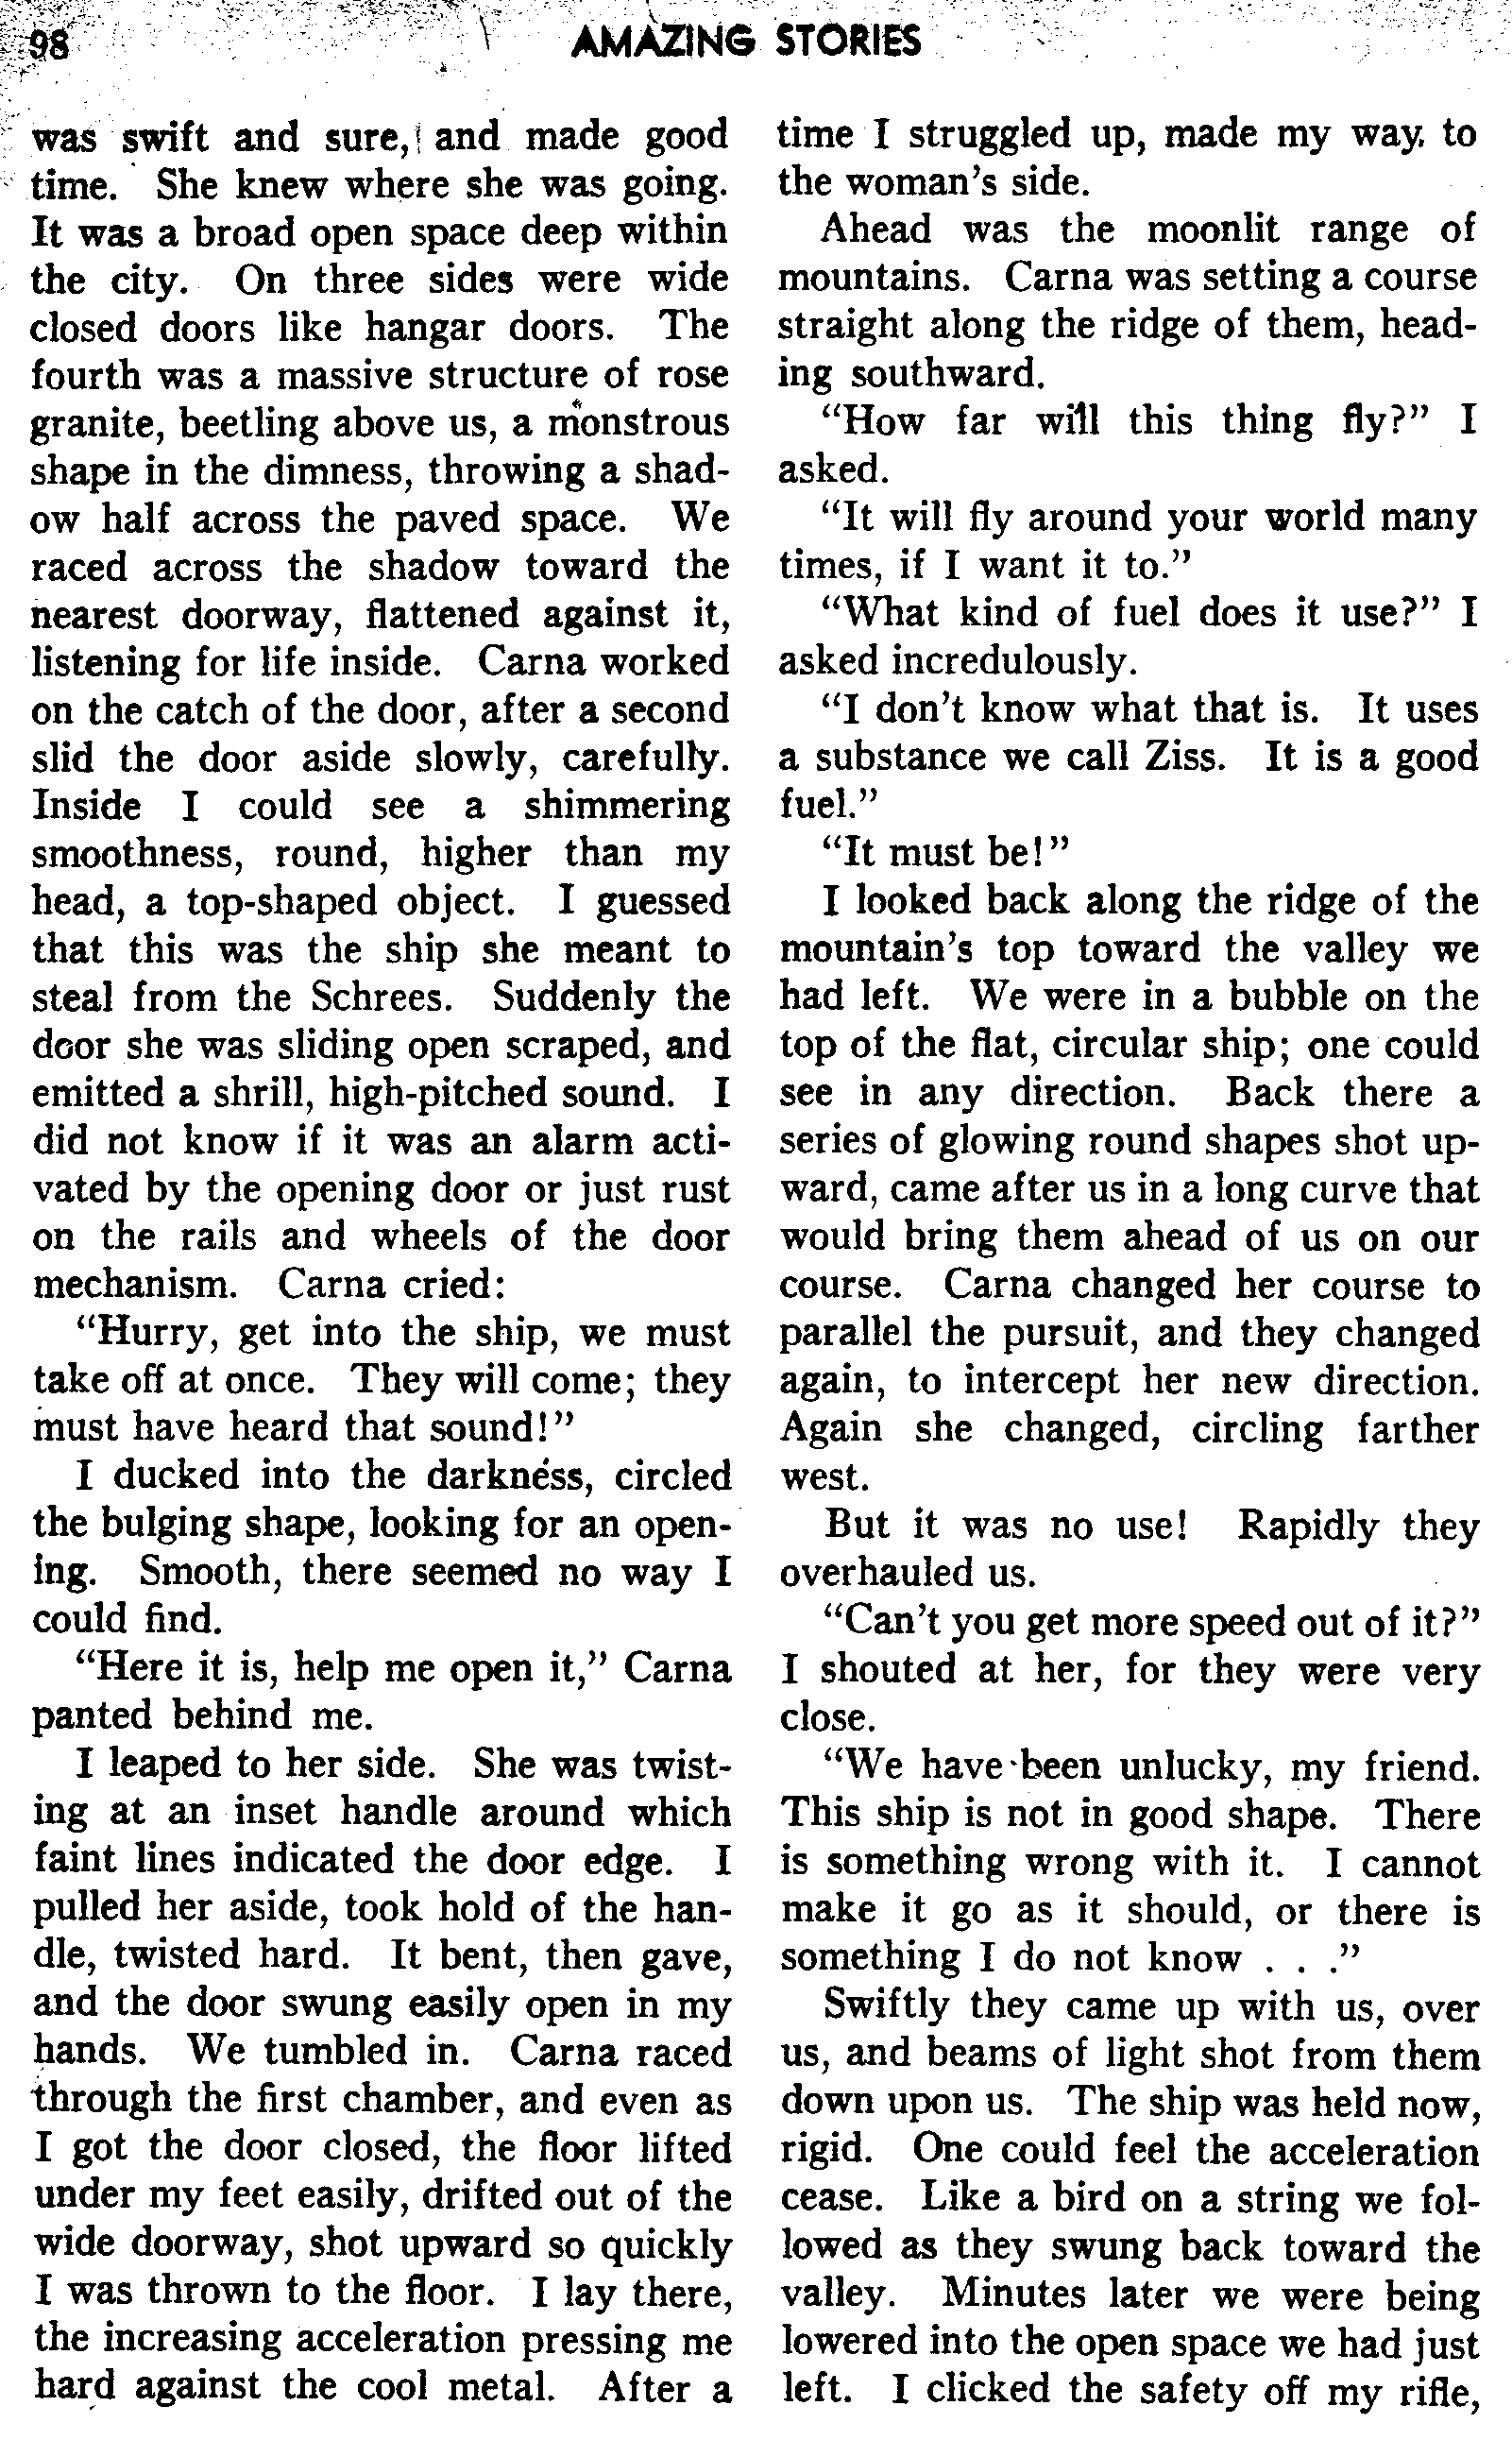 98
AMAZING STORIES
was swift and sure, and made good
time. She knew where she was going.
It was a broad open space deep within
the city. On three sides were wide
closed doors like hangar doors. The
fourth was a massive structure of rose
granite, beetling above us, a monstrous
shape in the dimness, throwing a shad-
ow half across the paved space. We
raced across the shadow toward the
nearest doorway, flattened against it,
listening for life inside. Carna worked
on the catch of the door, after a second
slid the door aside slowly, carefully.
Inside I could see a shimmering
smoothness, round, higher than my
head, a top-shaped object. I guessed
that this was the ship she meant to
steal from the Schrees. Suddenly the
door she was sliding open scraped, and
emitted a shrill, high-pitched sound. I
did not know if it was an alarm acti-
vated by the opening door or just rust
on the rails and wheels of the door
mechanism. Carna cried:
"Hurry, get into the ship, we must
take off at once. They will come; they
must have heard that sound!"
I ducked into the darkness, circled
the bulging shape, looking for an open-
ing. Smooth, there seemed no way I
could find.
"Here it is, help me open it," Carna
panted behind me.
I leaped to her side. She was twist-
ing at an inset handle around which
faint lines indicated the door edge. I
pulled her aside, took hold of the han-
dle, twisted hard. It bent, then gave,
and the door swung easily open in my
hands. We tumbled in. Carna raced
through the first chamber, and even as
I got the door closed, the floor lifted
under my feet easily, drifted out of the
wide doorway, shot upward so quickly
I was thrown to the floor. I lay there,
the increasing acceleration pressing me
hard against the cool metal. After a
time I struggled up, made my way to
the woman's side.
Ahead was the moonlit range of
mountains. Carna was setting a course
straight along the ridge of them, head-
ing southward.
"How far will this thing fly?" I
asked.
"It will fly around your world many
times, if I want it to."
"What kind of fuel does it use?" I
asked incredulously.
"I don't know what that is. It uses
a substance we call Ziss. It is a good
fuel."
"It must be!"
I looked back along the ridge of the
mountain's top toward the valley we
had left. We were in a bubble on the
top of the flat, circular ship; one could
see in any direction. Back there a
series of glowing round shapes shot up-
ward, came after us in a long curve that
would bring them ahead of us on our
course. Carna changed her course to
parallel the pursuit, and they changed
again, to intercept her new direction.
Again she changed, circling farther
west.
But it was no use! Rapidly they
overhauled us.
"Can't you get more speed out of it?"
I shouted at her, for they were very
close.
"We have been unlucky, my friend.
This ship is not in good shape. There
is something wrong with it. I cannot
make it go as it should, or there is
something I do not know . . ."
Swiftly they came up with us, over
us, and beams of light shot from them
down upon us. The ship was held now,
rigid. One could feel the acceleration
cease. Like a bird on a string we fol-
lowed as they swung back toward the
valley. Minutes later we were being
lowered into the open space we had just
left. I clicked the safety off my rifle,